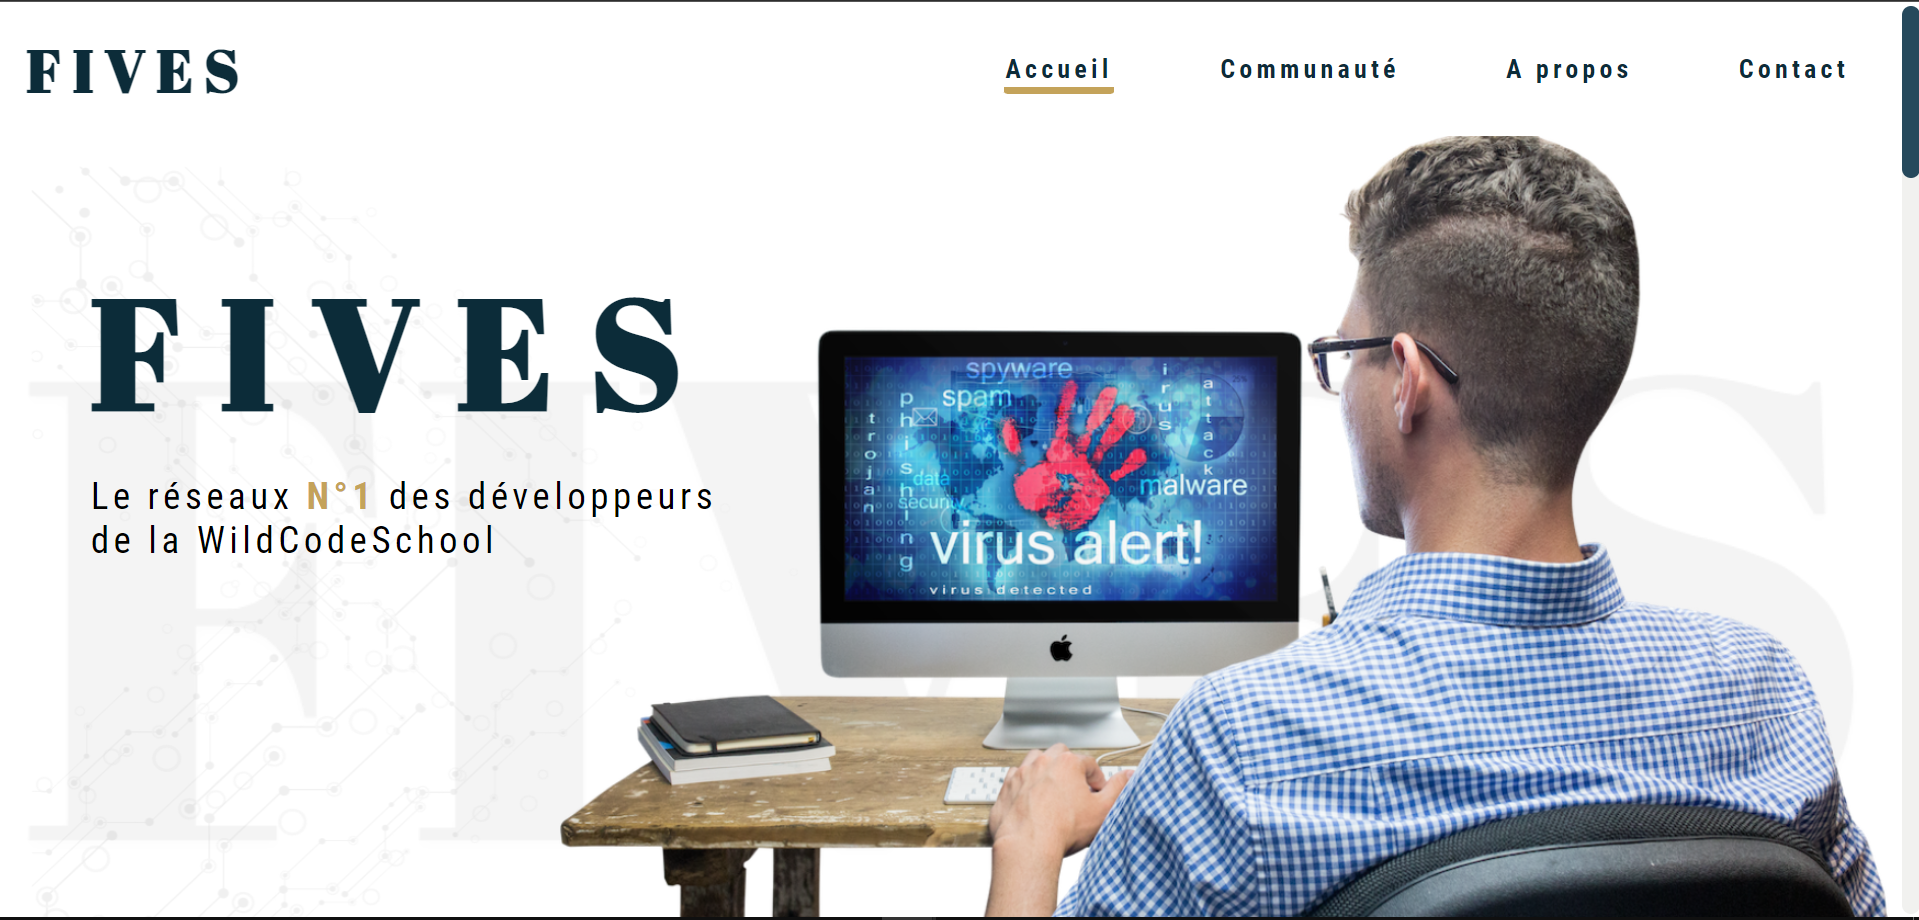 FIVES
Accueil
Communauté
A propos
Contact
FIVES
Le réseaux N°1 des développeurs
de la WildCodeSchool
FIVES
spyware
spam
phishing
trojan
virus
attack
data
security
malware
virus alert!
virus detected